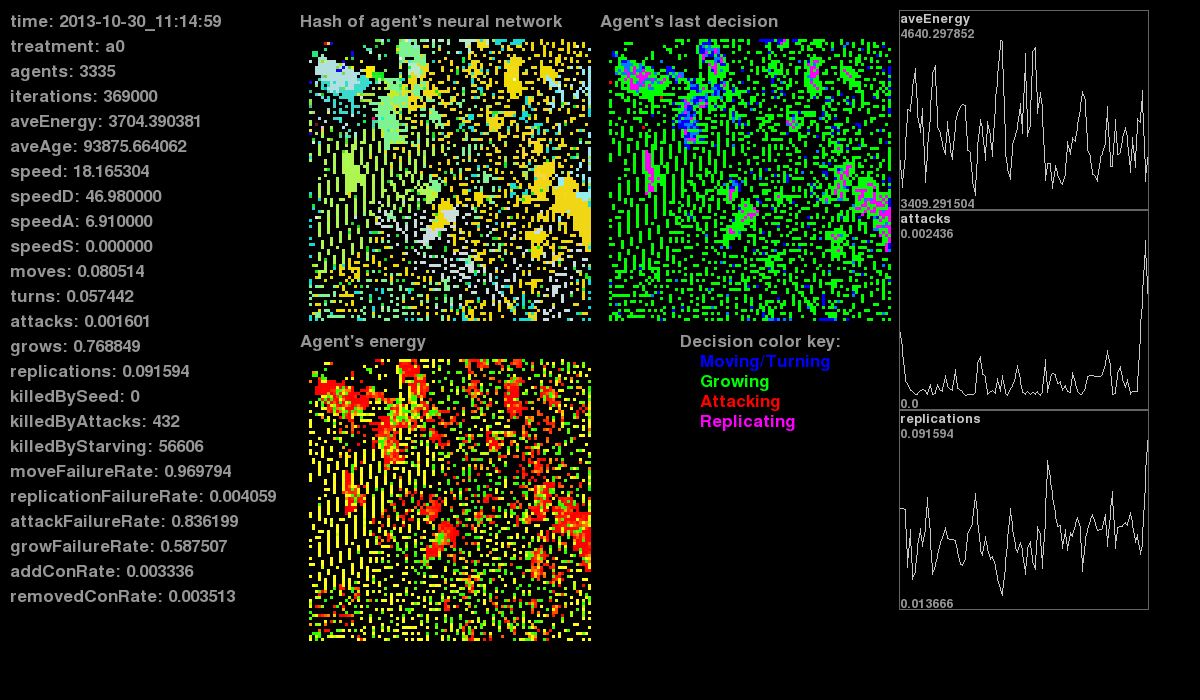 time: 2013-10-30_11:14:59
treatment: a0
agents: 3335
iterations: 369000
aveEnergy: 3704.390381
aveAge: 93875.664062
speed: 18.165304
speedD: 46.980000
speedA: 6.910000
speedS: 0.000000
moves: 0.080514
turns: 0.057442
attacks: 0.001601
grows: 0.768849
replications: 0.091594
killedBySeed: 0
killedByAttacks: 432
killedByStarving: 56606
moveFailureRate: 0.969794
replicationFailureRate: 0.004059
attackFailureRate: 0.836199
growFailureRate: 0.587507
addConRate: 0.003336
removedConRate: 0.003513
Hash of agent's neural network
Agent's last decision
Agent's energy
Decision color key:
Moving/Turning
Growing
Attacking
Replicating
aveEnergy
4640.297852
3409.291504
attacks
0.002436
0.0
replications
0.091594
0.013666